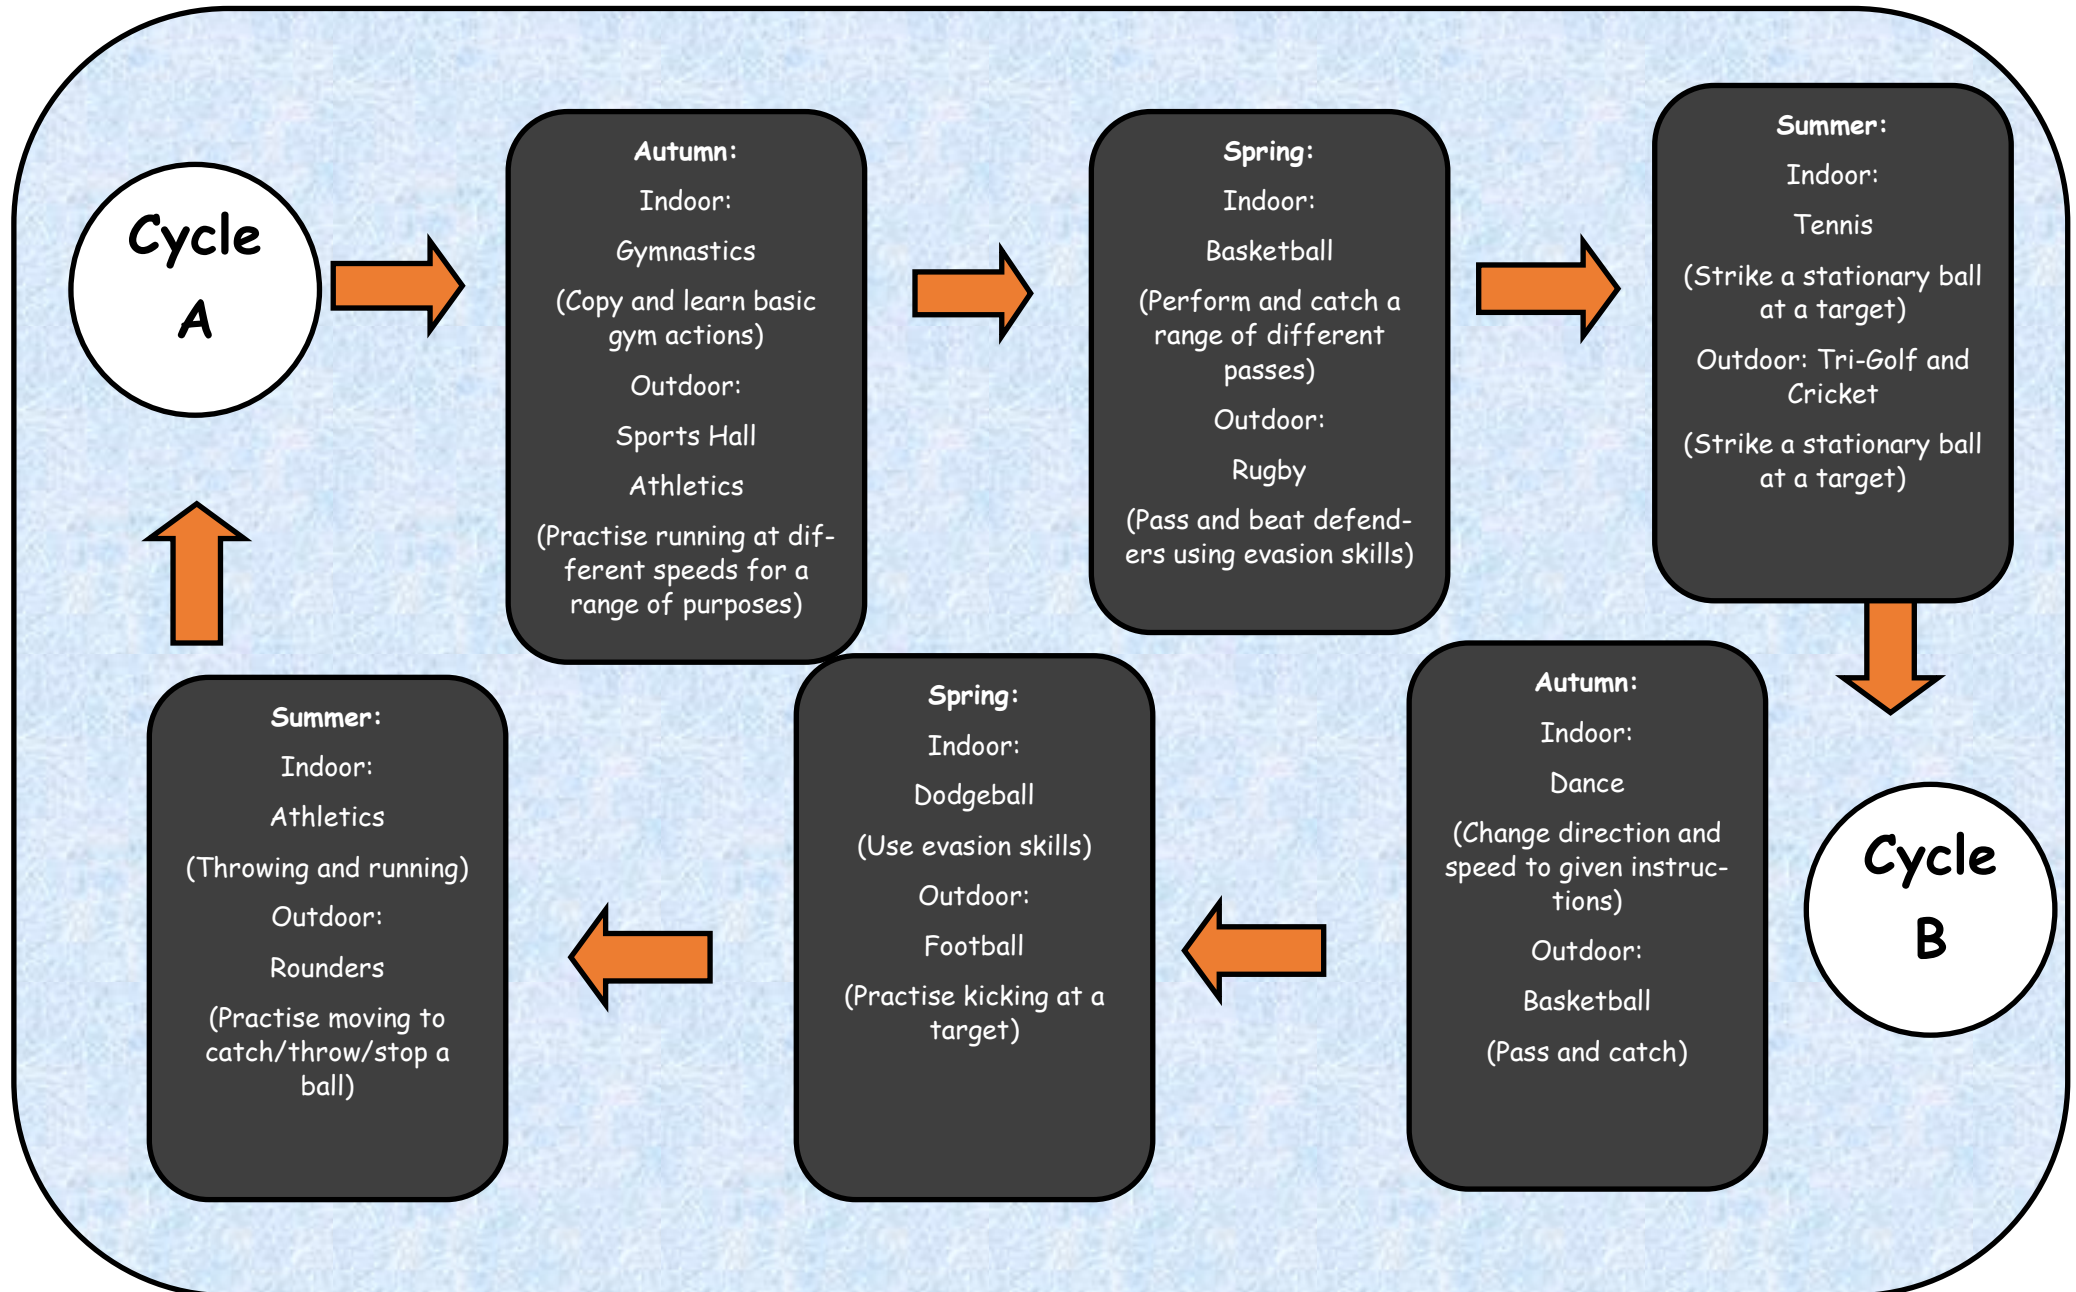 Cycle
A
Autumn:
Indoor:
Gymnastics
(Copy and learn basic
gym actions)
Outdoor:
Sports Hall
Athletics
(Practise running at dif-
ferent speeds for a
range of purposes)
Spring:
Indoor:
Basketball
(Perform and catch a
range of different
passes)
Outdoor:
Rugby
(Pass and beat defend-
ers using evasion skills)
Summer:
Indoor:
Tennis
(Strike a stationary ball
at a target)
Outdoor: Tri-Golf and
Cricket
(Strike a stationary ball
at a target)
Cycle
B
Autumn:
Indoor:
Dance
(Change direction and
speed to given instruc-
tions)
Outdoor:
Basketball
(Pass and catch)
Spring:
Indoor:
Dodgeball
(Use evasion skills)
Outdoor:
Football
(Practise kicking at a
target)
Summer:
Indoor:
Athletics
(Throwing and running)
Outdoor:
Rounders
(Practise moving to
catch/throw/stop a
ball)